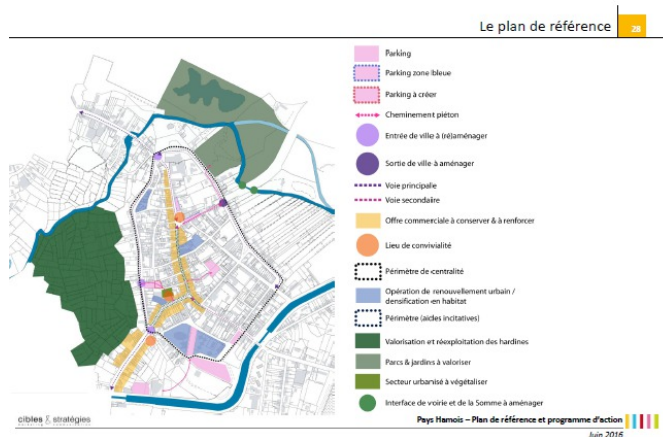 Le plan de référence
28
Parking
Parking zone bleue
Parking à créer
Cheminement piéton
Entrée de ville à (ré)aménager
Sortie de ville à aménager
Voie principalie
Voie secondaire
Offre commerciale à conserver & à renforcer
Lieu de convivialité
Périmètre de centralité
Opération de renouvellement urbain /
densification en habitat
Périmètre (aides incitatives)
Valorisation et réexploitation des hardines
Parcs & jardins à valoriser
Secteur urbanisé à végétaliser
Interface de voirie et de la Somme à aménager
cibles & stratégies
Pays Hamois – Plan de référence et programme d'action
Juin 2016